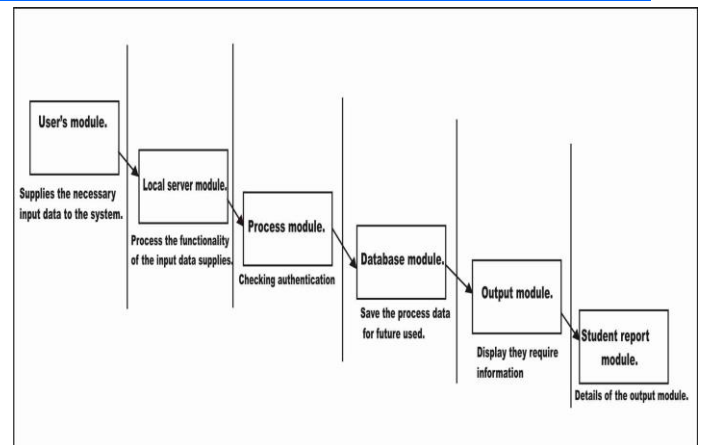 User's module.
Supplies the necessary
input data to the system.
Local server module.
Process the functionality
of the input data supplies.
Process module.
Checking authentication
Database module.
Save the process data
for future used.
Output module.
Display they require
information
Student report
module.
Details of the output module.